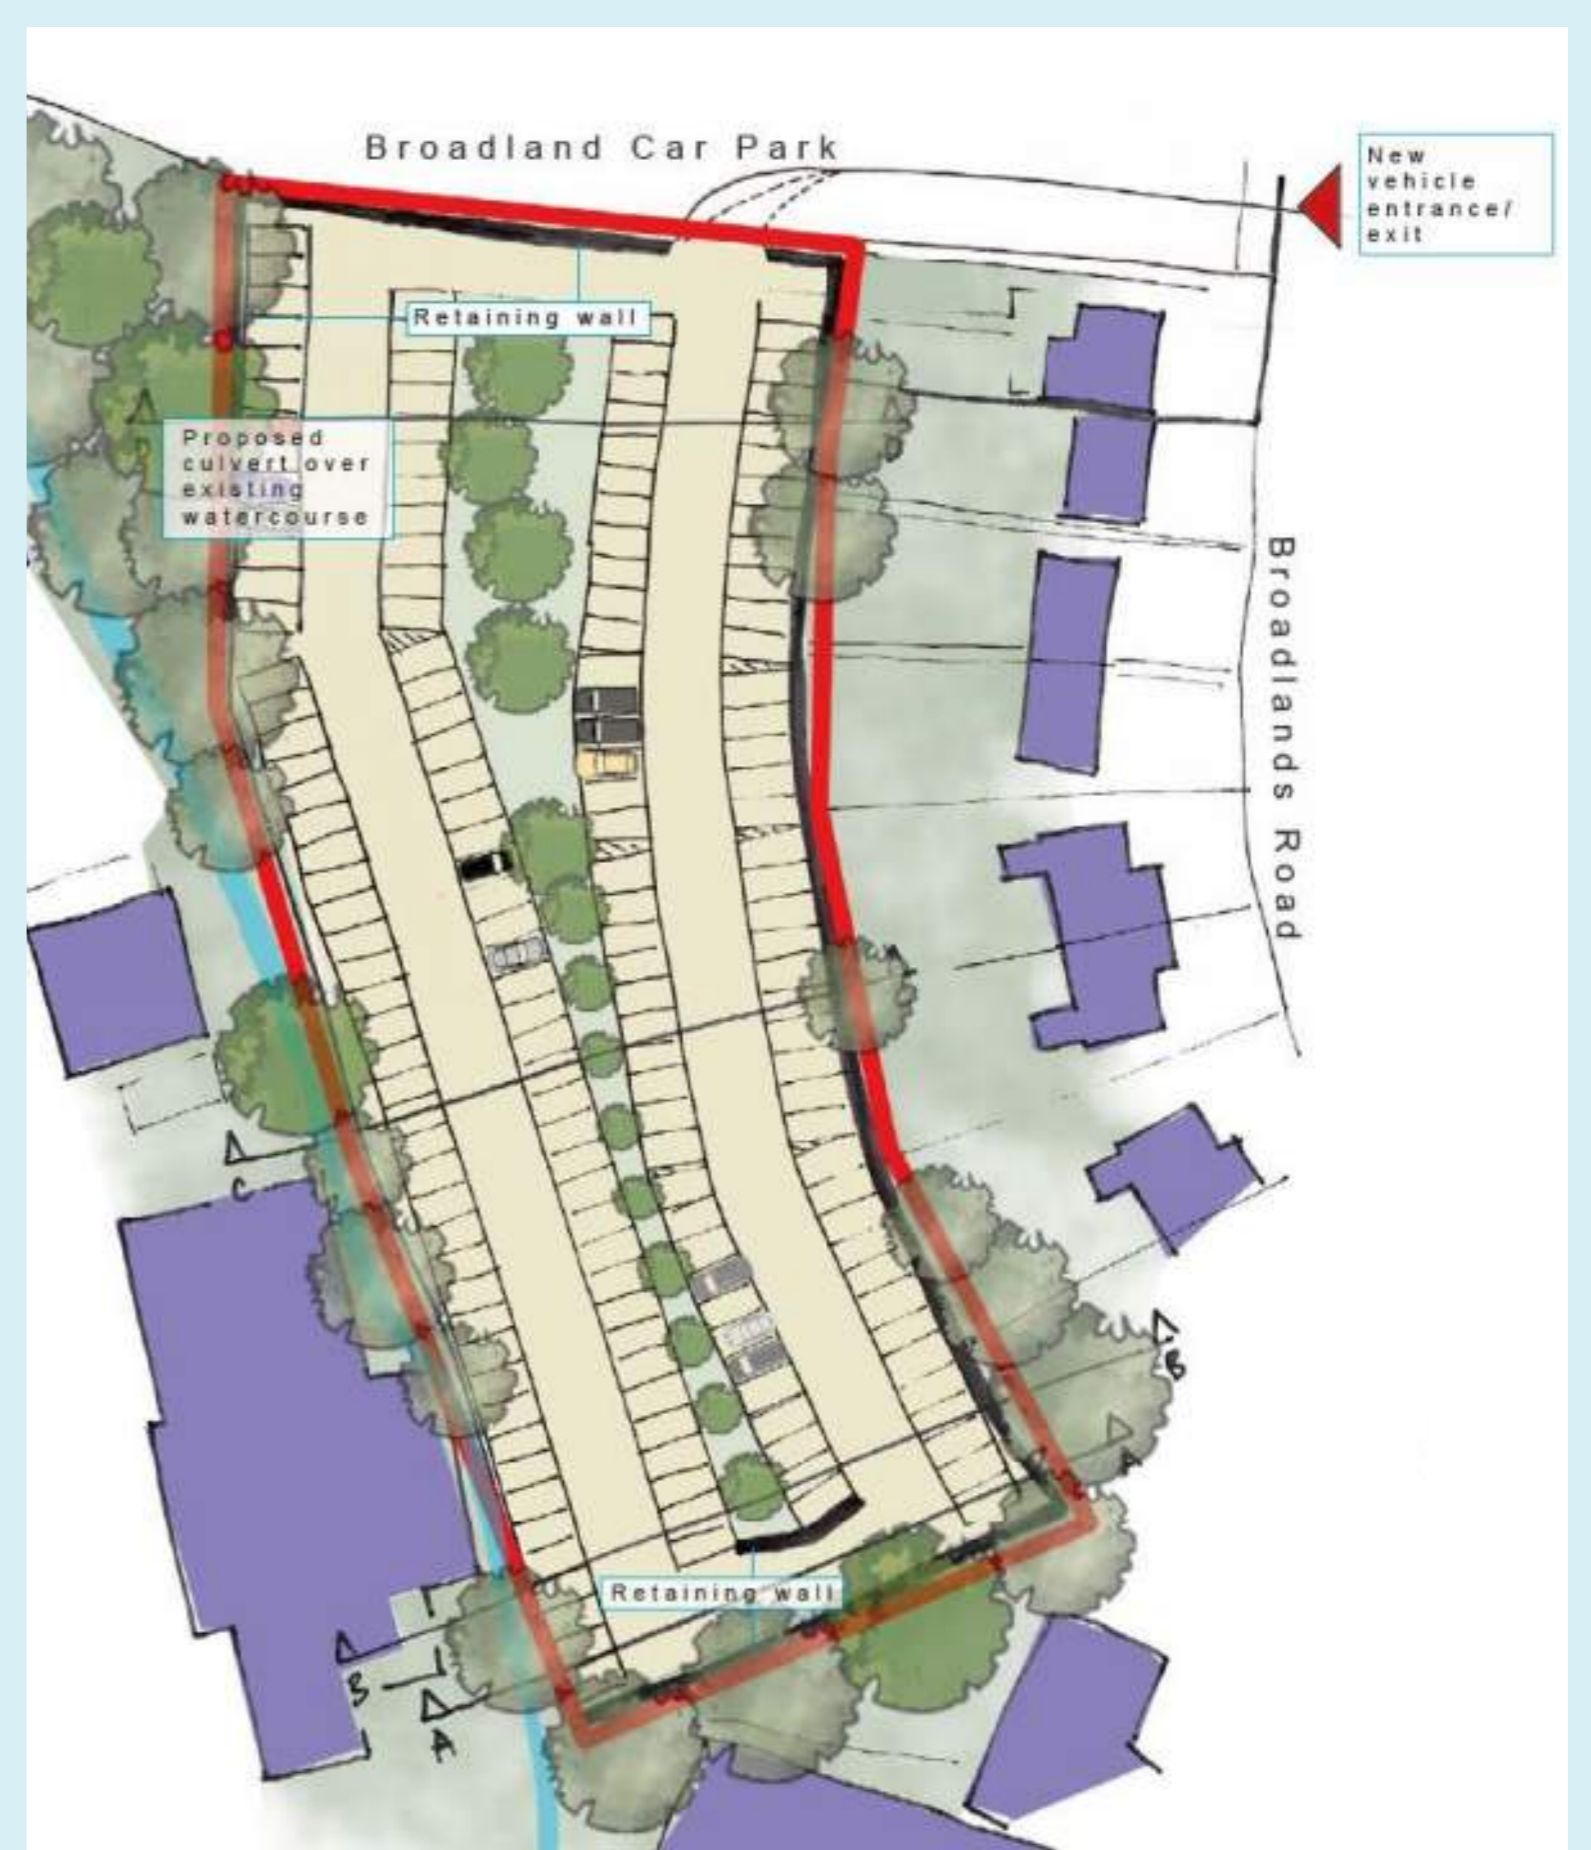 Broadland Car Park
New
vehicle
entrance/
exit
Retaining wall
Proposed
culvert over
existing
watercourse
Broadlands Road
C
B
A
Retaining wall
B
A